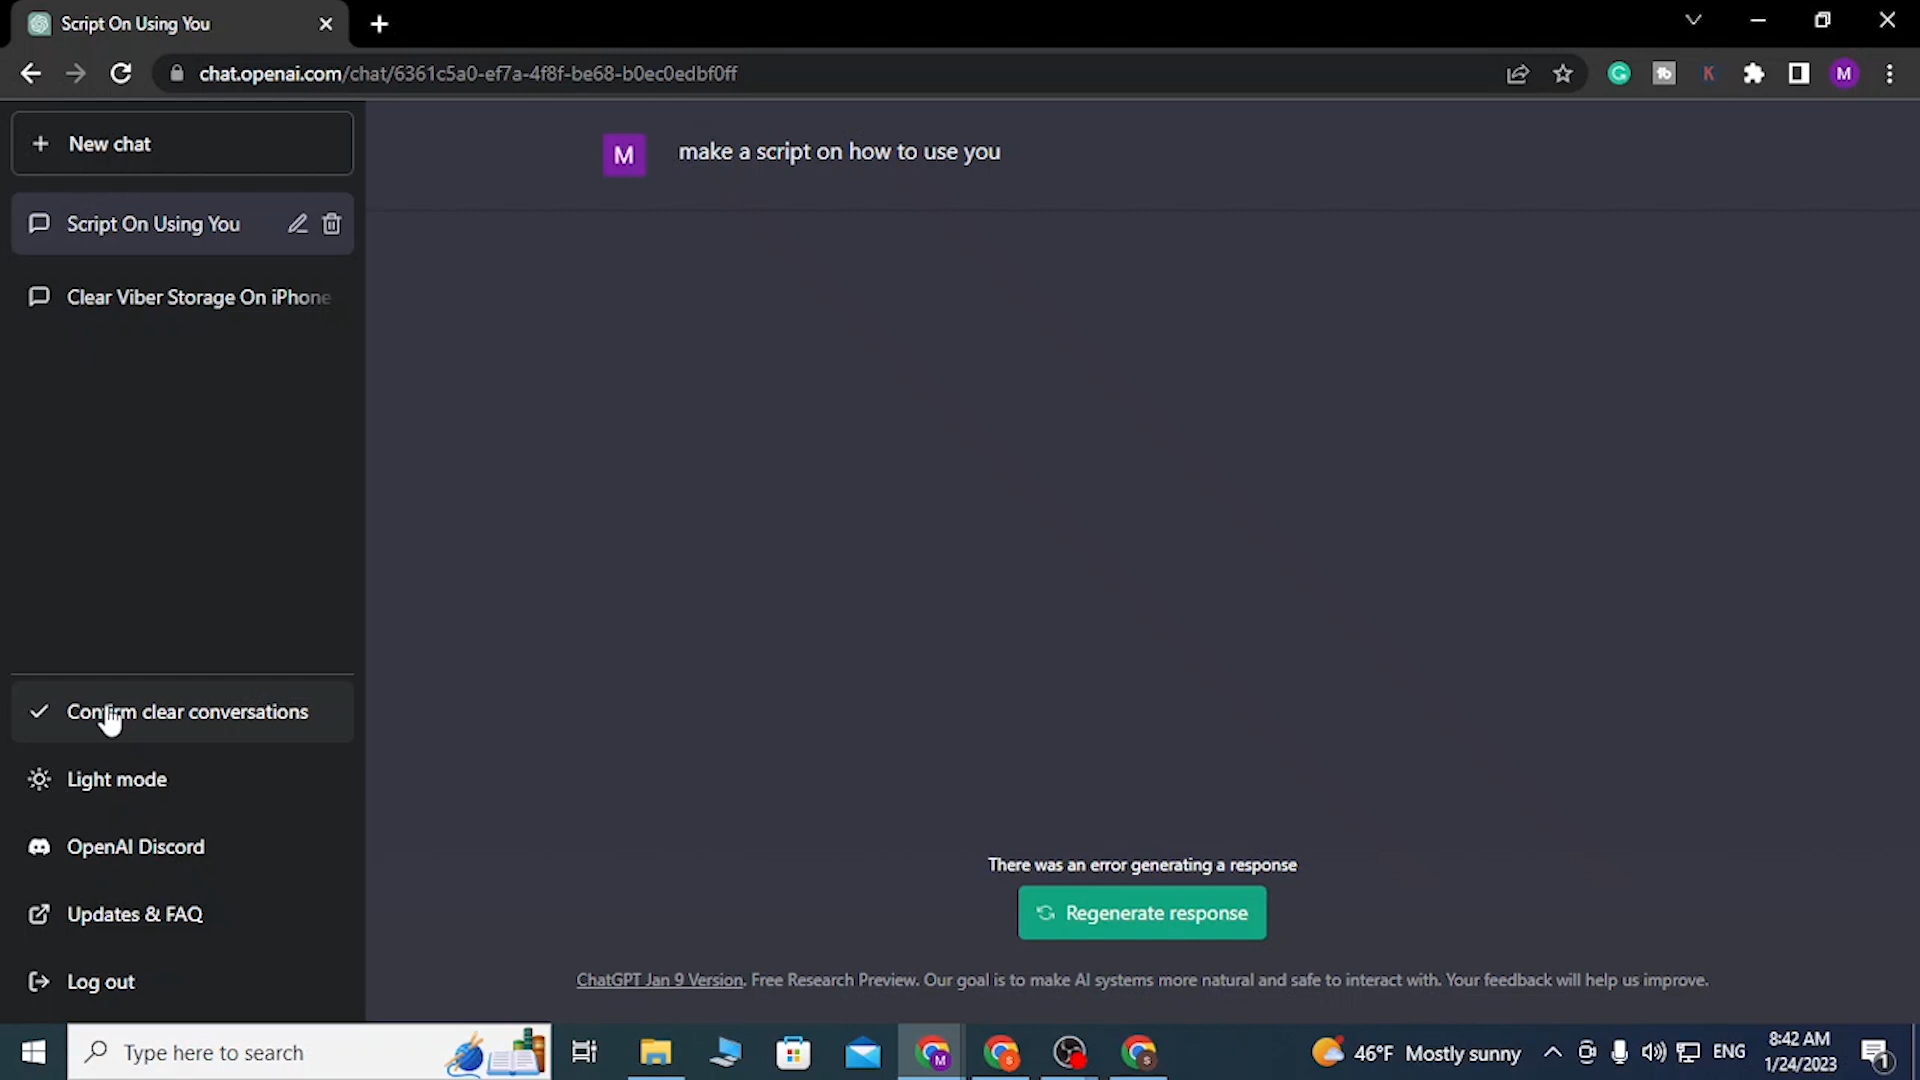 Script On Using You
chat.openai.com/chat/6361c5a0-ef7a-4f8f-be68-b0ec0edbf0ff
K
M
New chat
M
make a script on how to use you
Script On Using You
Clear Viber Storage On iPhone
Confirm clear conversations
Light mode
OpenAI Discord
Updates & FAQ
Log out
There was an error generating a response
Regenerate response
ChatGPT Jan 9 Version. Free Research Preview. Our goal is to make AI systems more natural and safe to interact with. Your feedback will help us improve.
Type here to search
M
S
S
46°F Mostly sunny
ENG
8:42 AM
1/24/2023
1